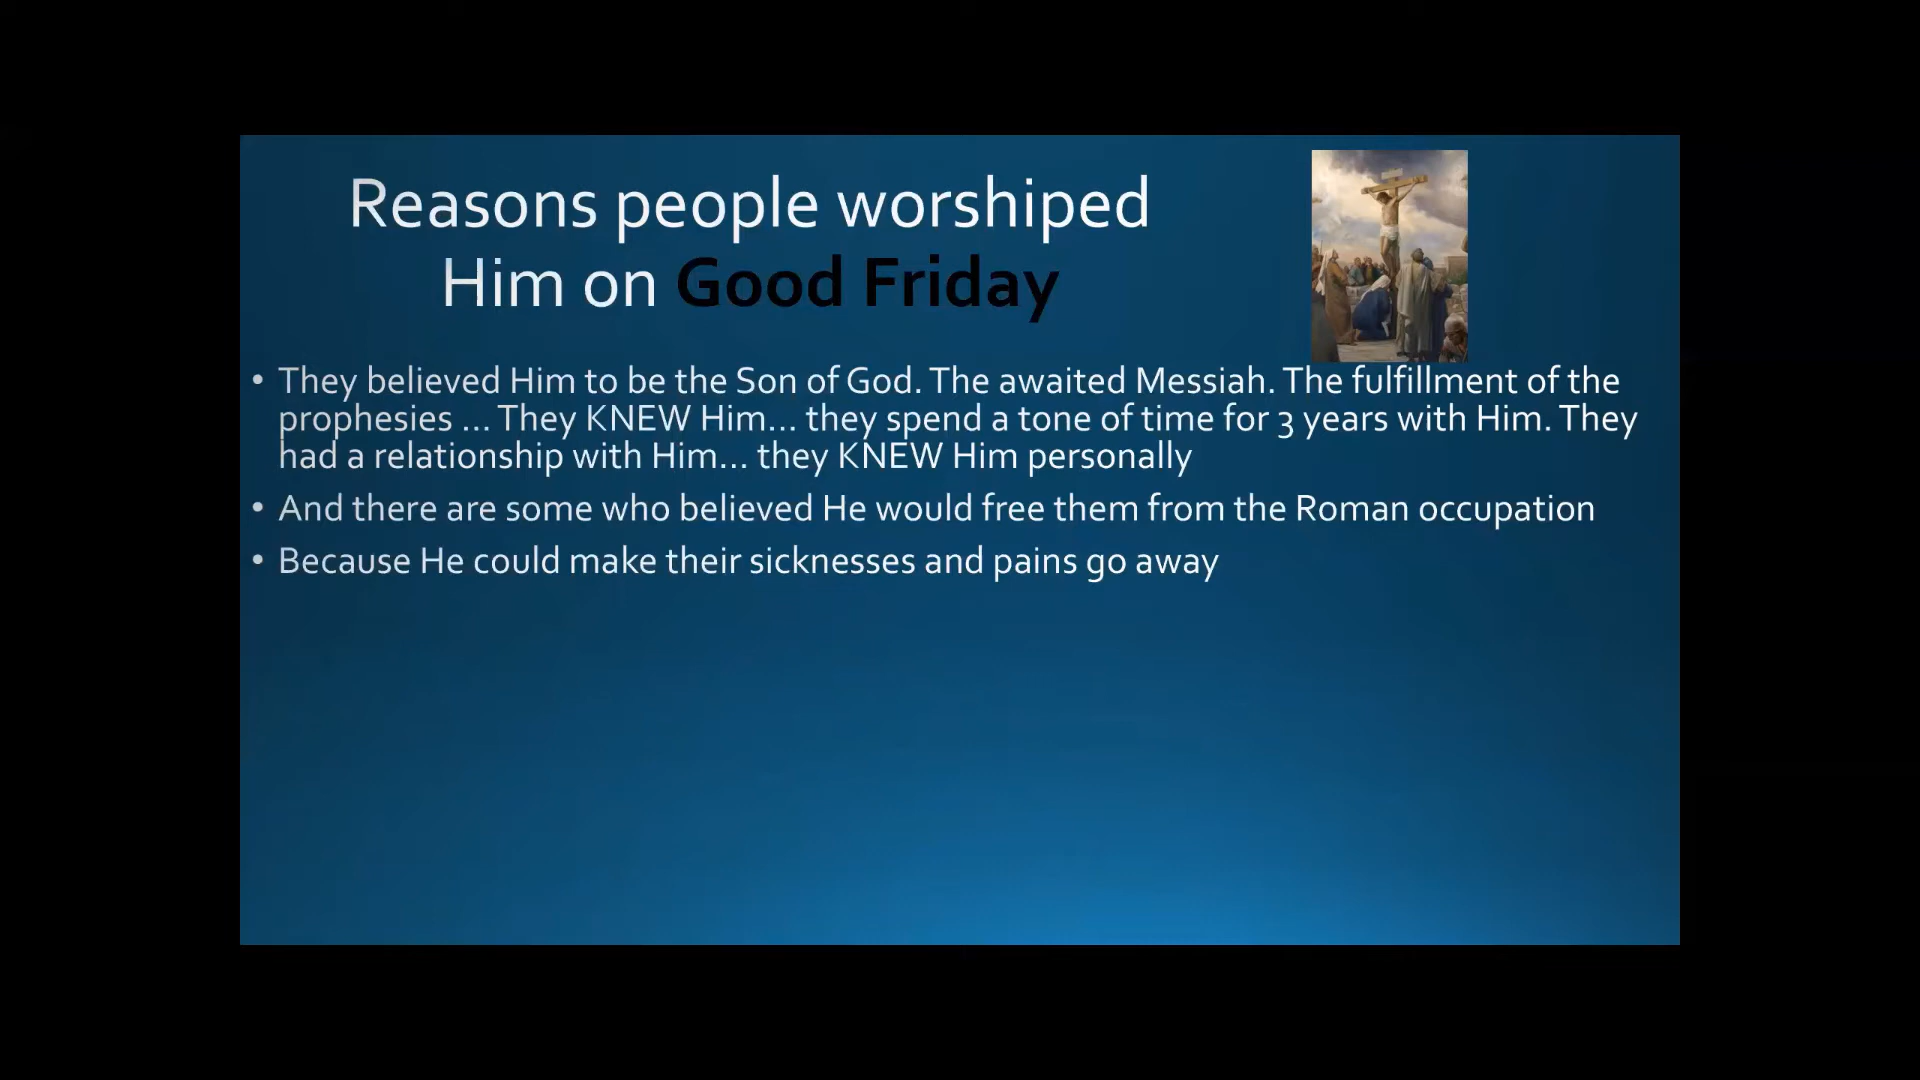 Reasons people worshiped
Him on Good Friday
• They believed Him to be the Son of God. The awaited Messiah. The fulfillment of the
prophesies ... They KNEW Him... they spend a tone of time for 3 years with Him. They
had a relationship with Him... they KNEW Him personally
• And there are some who believed He would free them from the Roman occupation
• Because He could make their sicknesses and pains go away